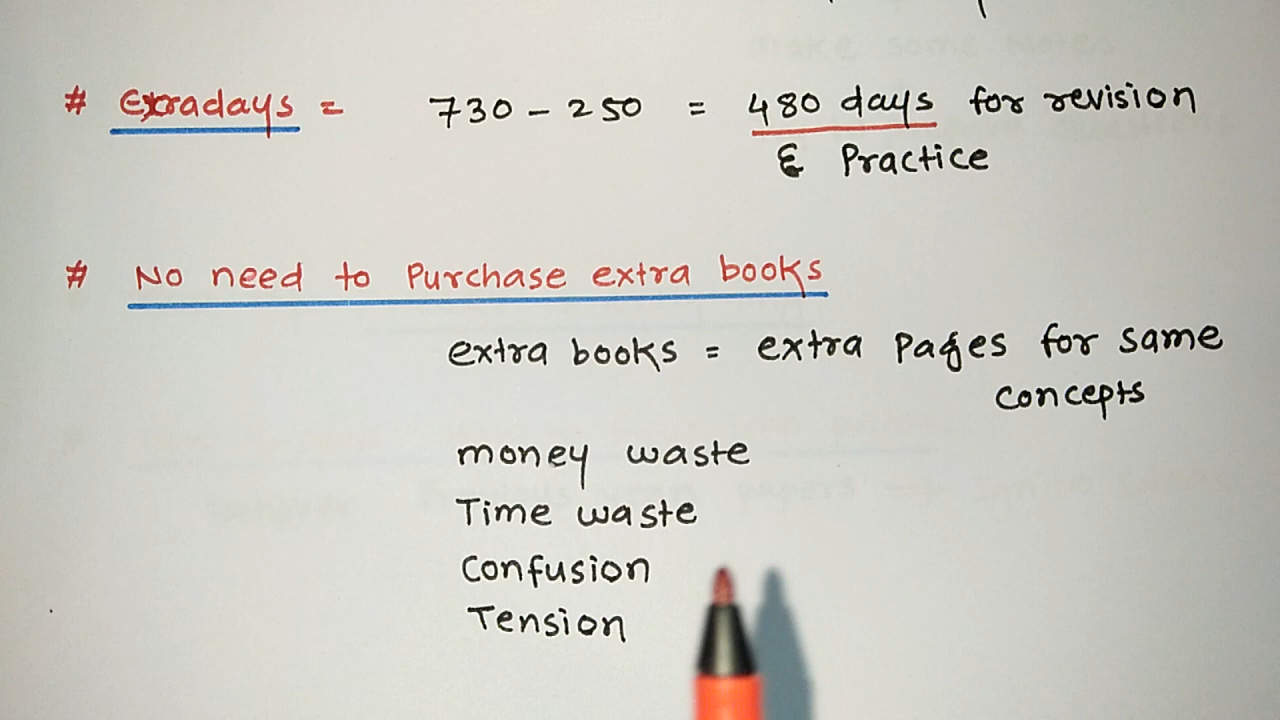 # Exradays = 730 - 250 = 480 days for revision
& Practice
# No need to Purchase extra books
extra books = extra Pages for same
concepts
money waste
Time waste
Confusion
Tension